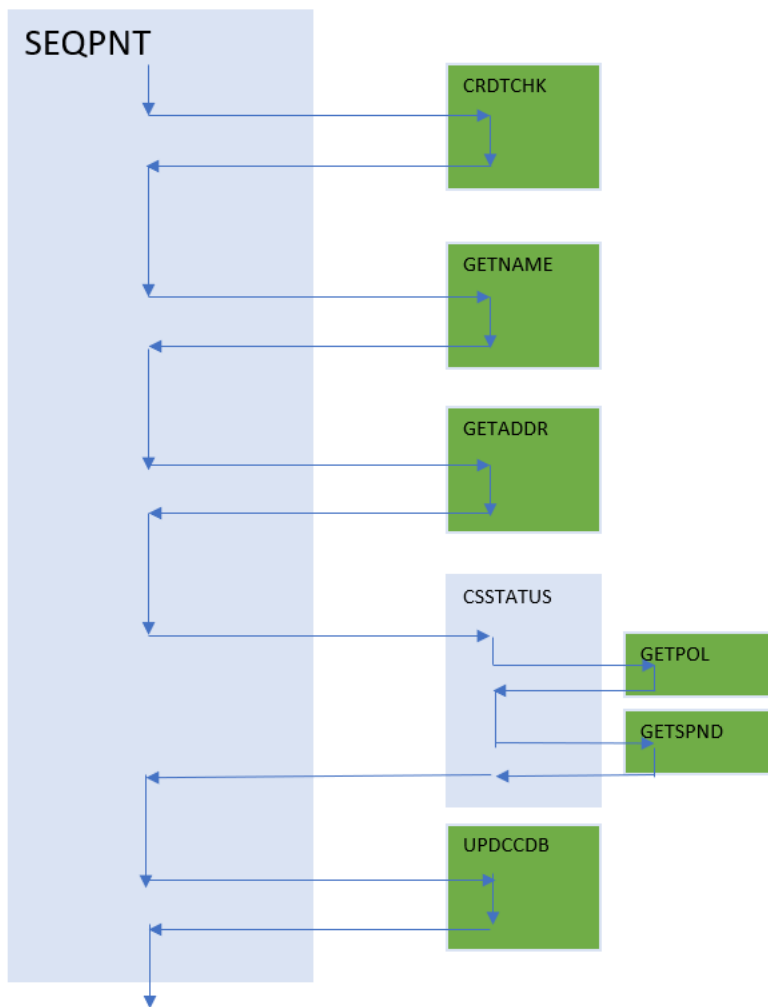 SEQPNT
CRDTCHK
GETNAME
GETADDR
CSSTATUS
GETPOL
GETSPND
UPDCCDB